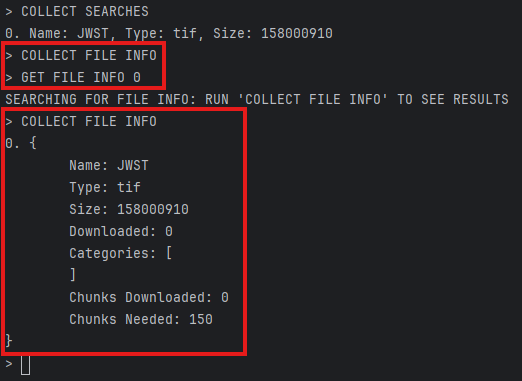 > COLLECT SEARCHES
0. Name: JWST, Type: tif, Size: 158000910
> COLLECT FILE INFO
> GET FILE INFO 0
SEARCHING FOR FILE INFO: RUN 'COLLECT FILE INFO' TO SEE RESULTS
> COLLECT FILE INFO
0. {
Name: JWST
Type: tif
Size: 158000910
Downloaded: 0
Categories: [
]
Chunks Downloaded: 0
Chunks Needed: 150
}
>